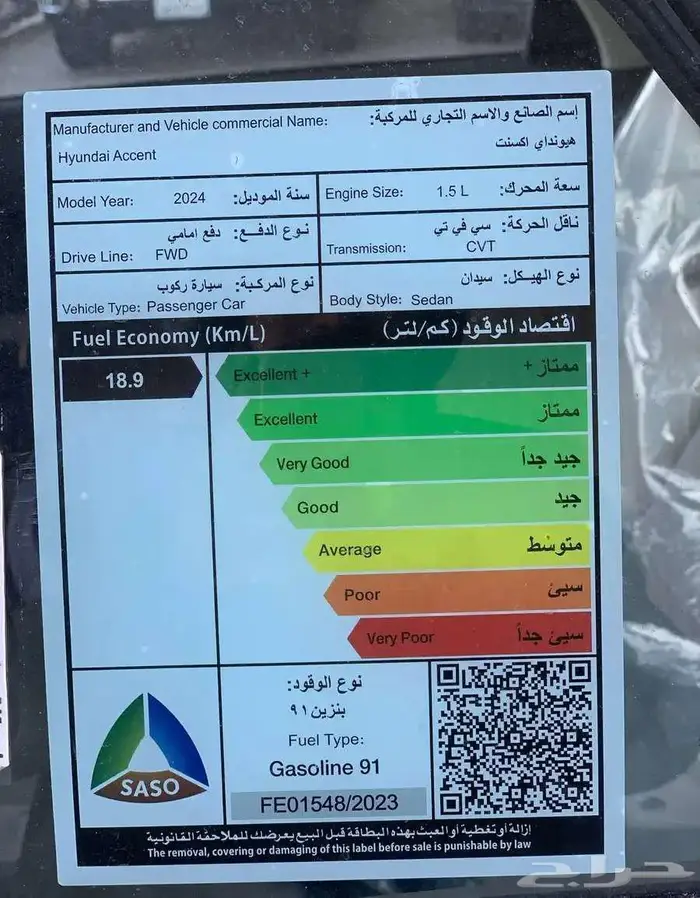 Manufacturer and Vehicle commercial Name: إسم الصانع والاسم التجاري للمركبة:
Hyundai Accent هيونداي اكسنت
Model Year: 2024 سنة الموديل:
Engine Size: 1.5 L سعة المحرك:
نوع الدفع: دفع امامي
Drive Line: FWD
ناقل الحركة: سي في تي
Transmission: CVT
نوع المركبة: سيارة ركوب
Vehicle Type: Passenger Car
نوع الهيكل: سيدان
Body Style: Sedan
Fuel Economy (Km/L) اقتصاد الوقود (كم/لتر)
18.9
Excellent + ممتاز +
Excellent ممتاز
Very Good جيد جداً
Good جيد
Average متوسط
Poor سيئ
Very Poor سيئ جداً
SASO
نوع الوقود:
بنزين ٩١
Fuel Type:
Gasoline 91
FE01548/2023
إزالة أو تغطية أو العبث بهذه البطاقة قبل البيع يعرضك للملاحقة القانونية
The removal, covering or damaging of this label before sale is punishable by law
حراج